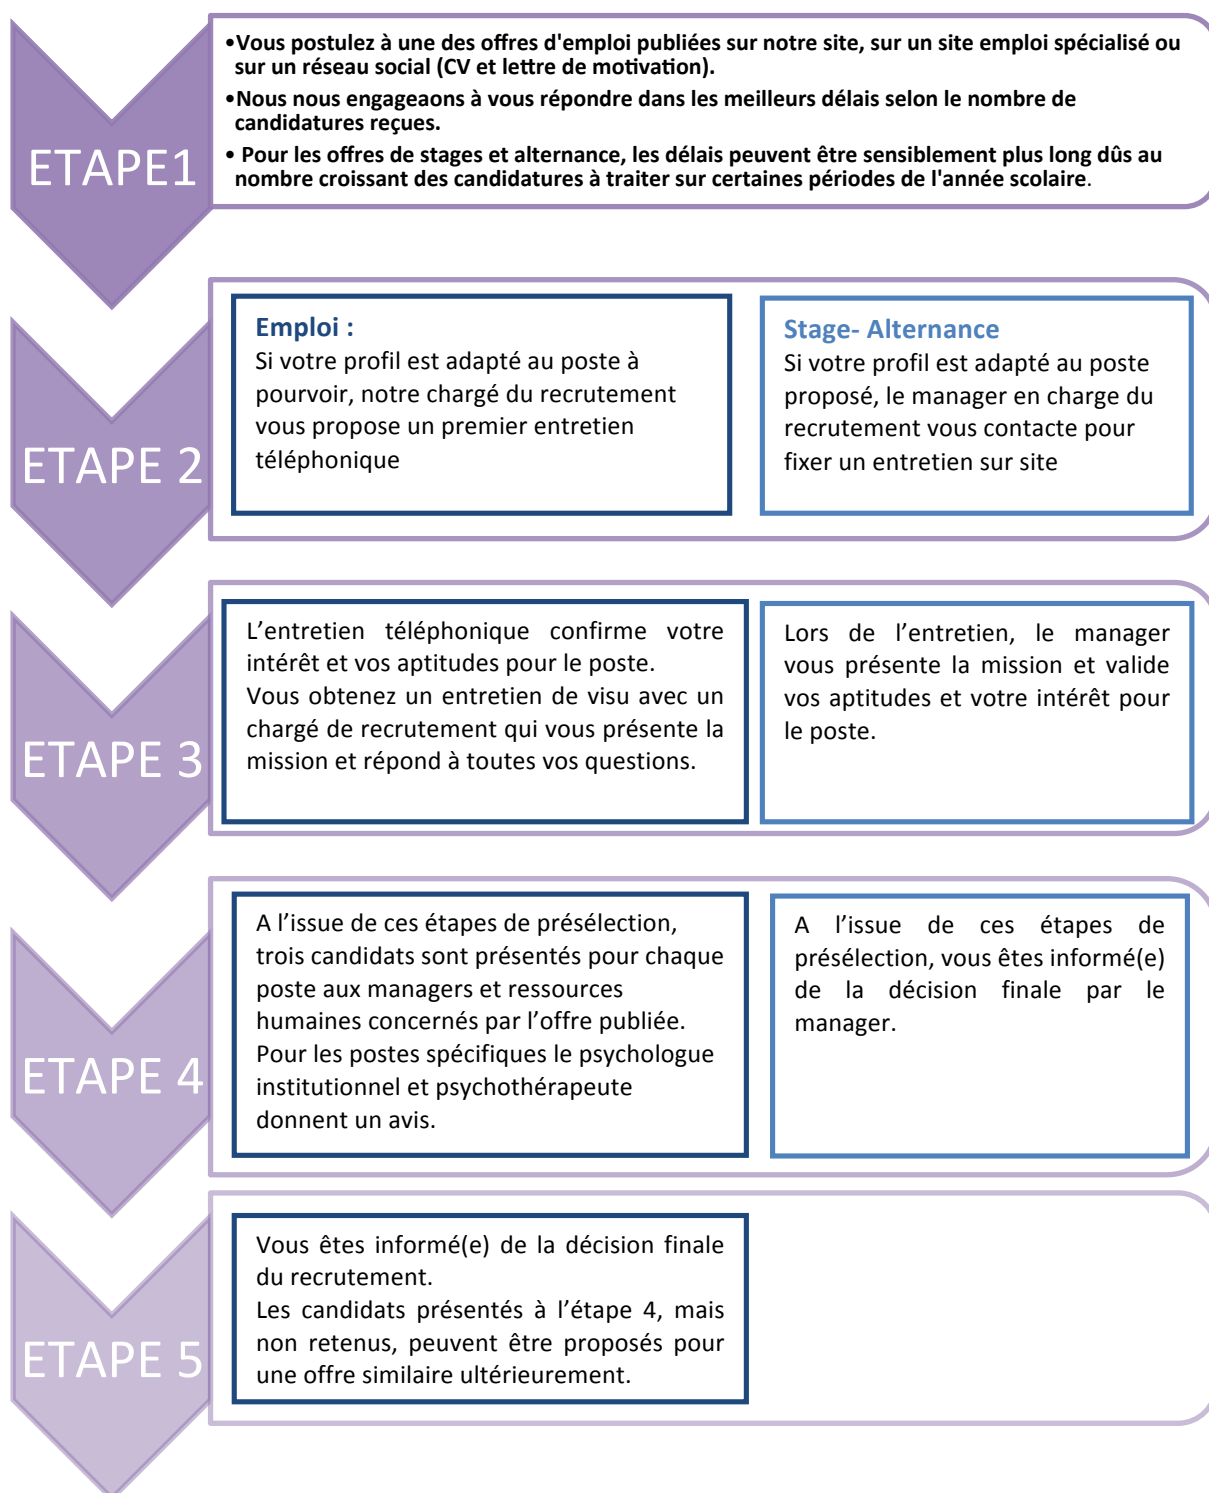 ETAPE1
•Vous postulez à une des offres d'emploi publiées sur notre site, sur un site emploi spécialisé ou
sur un réseau social (CV et lettre de motivation).
•Nous nous engageaons à vous répondre dans les meilleurs délais selon le nombre de
candidatures reçues.
• Pour les offres de stages et alternance, les délais peuvent être sensiblement plus long dûs au
nombre croissant des candidatures à traiter sur certaines périodes de l'année scolaire.
ETAPE 2
Emploi :
Si votre profil est adapté au poste à
pourvoir, notre chargé du recrutement
vous propose un premier entretien
téléphonique
Stage- Alternance
Si votre profil est adapté au poste
proposé, le manager en charge du
recrutement vous contacte pour
fixer un entretien sur site
ETAPE 3
L'entretien téléphonique confirme votre
intérêt et vos aptitudes pour le poste.
Vous obtenez un entretien de visu avec un
chargé de recrutement qui vous présente la
mission et répond à toutes vos questions.
Lors de l'entretien, le manager
vous présente la mission et valide
vos aptitudes et votre intérêt pour
le poste.
ETAPE 4
A l'issue de ces étapes de présélection,
trois candidats sont présentés pour chaque
poste aux managers et ressources
humaines concernés par l'offre publiée.
Pour les postes spécifiques le psychologue
institutionnel et psychothérapeute
donnent un avis.
A l'issue de ces étapes de
présélection, vous êtes informé(e)
de la décision finale par le
manager.
ETAPE 5
Vous êtes informé(e) de la décision finale
du recrutement.
Les candidats présentés à l'étape 4, mais
non retenus, peuvent être proposés pour
une offre similaire ultérieurement.